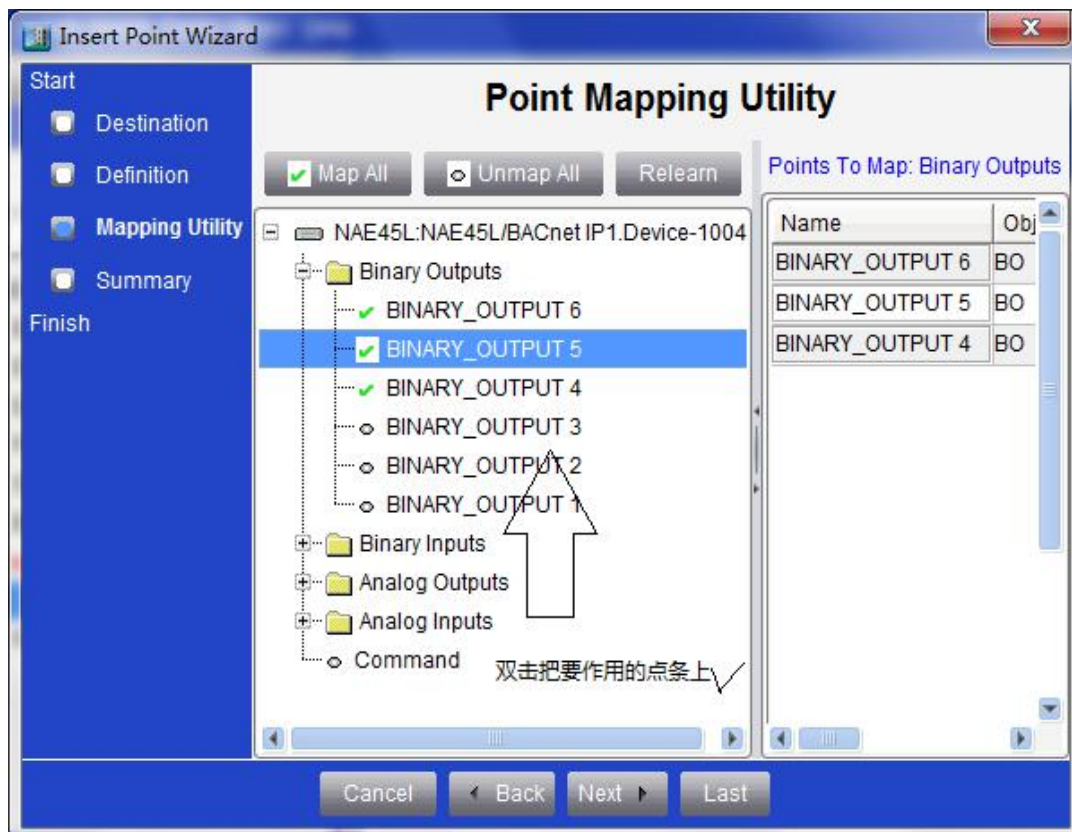 Insert Point Wizard
Start
Destination
Definition
Mapping Utility
Summary
Finish
Point Mapping Utility
Map All
Unmap All
Relearn
NAE45L:NAE45L/BACnet IP1.Device-1004
Binary Outputs
BINARY_OUTPUT 6
BINARY_OUTPUT 5
BINARY_OUTPUT 4
BINARY_OUTPUT 3
BINARY_OUTPUT 2
BINARY_OUTPUT 1
Binary Inputs
Analog Outputs
Analog Inputs
Command
双击把要作用的点条上√
Points To Map: Binary Outputs
Name Obj
BINARY_OUTPUT 6 BO
BINARY_OUTPUT 5 BO
BINARY_OUTPUT 4 BO
Cancel
Back
Next
Last